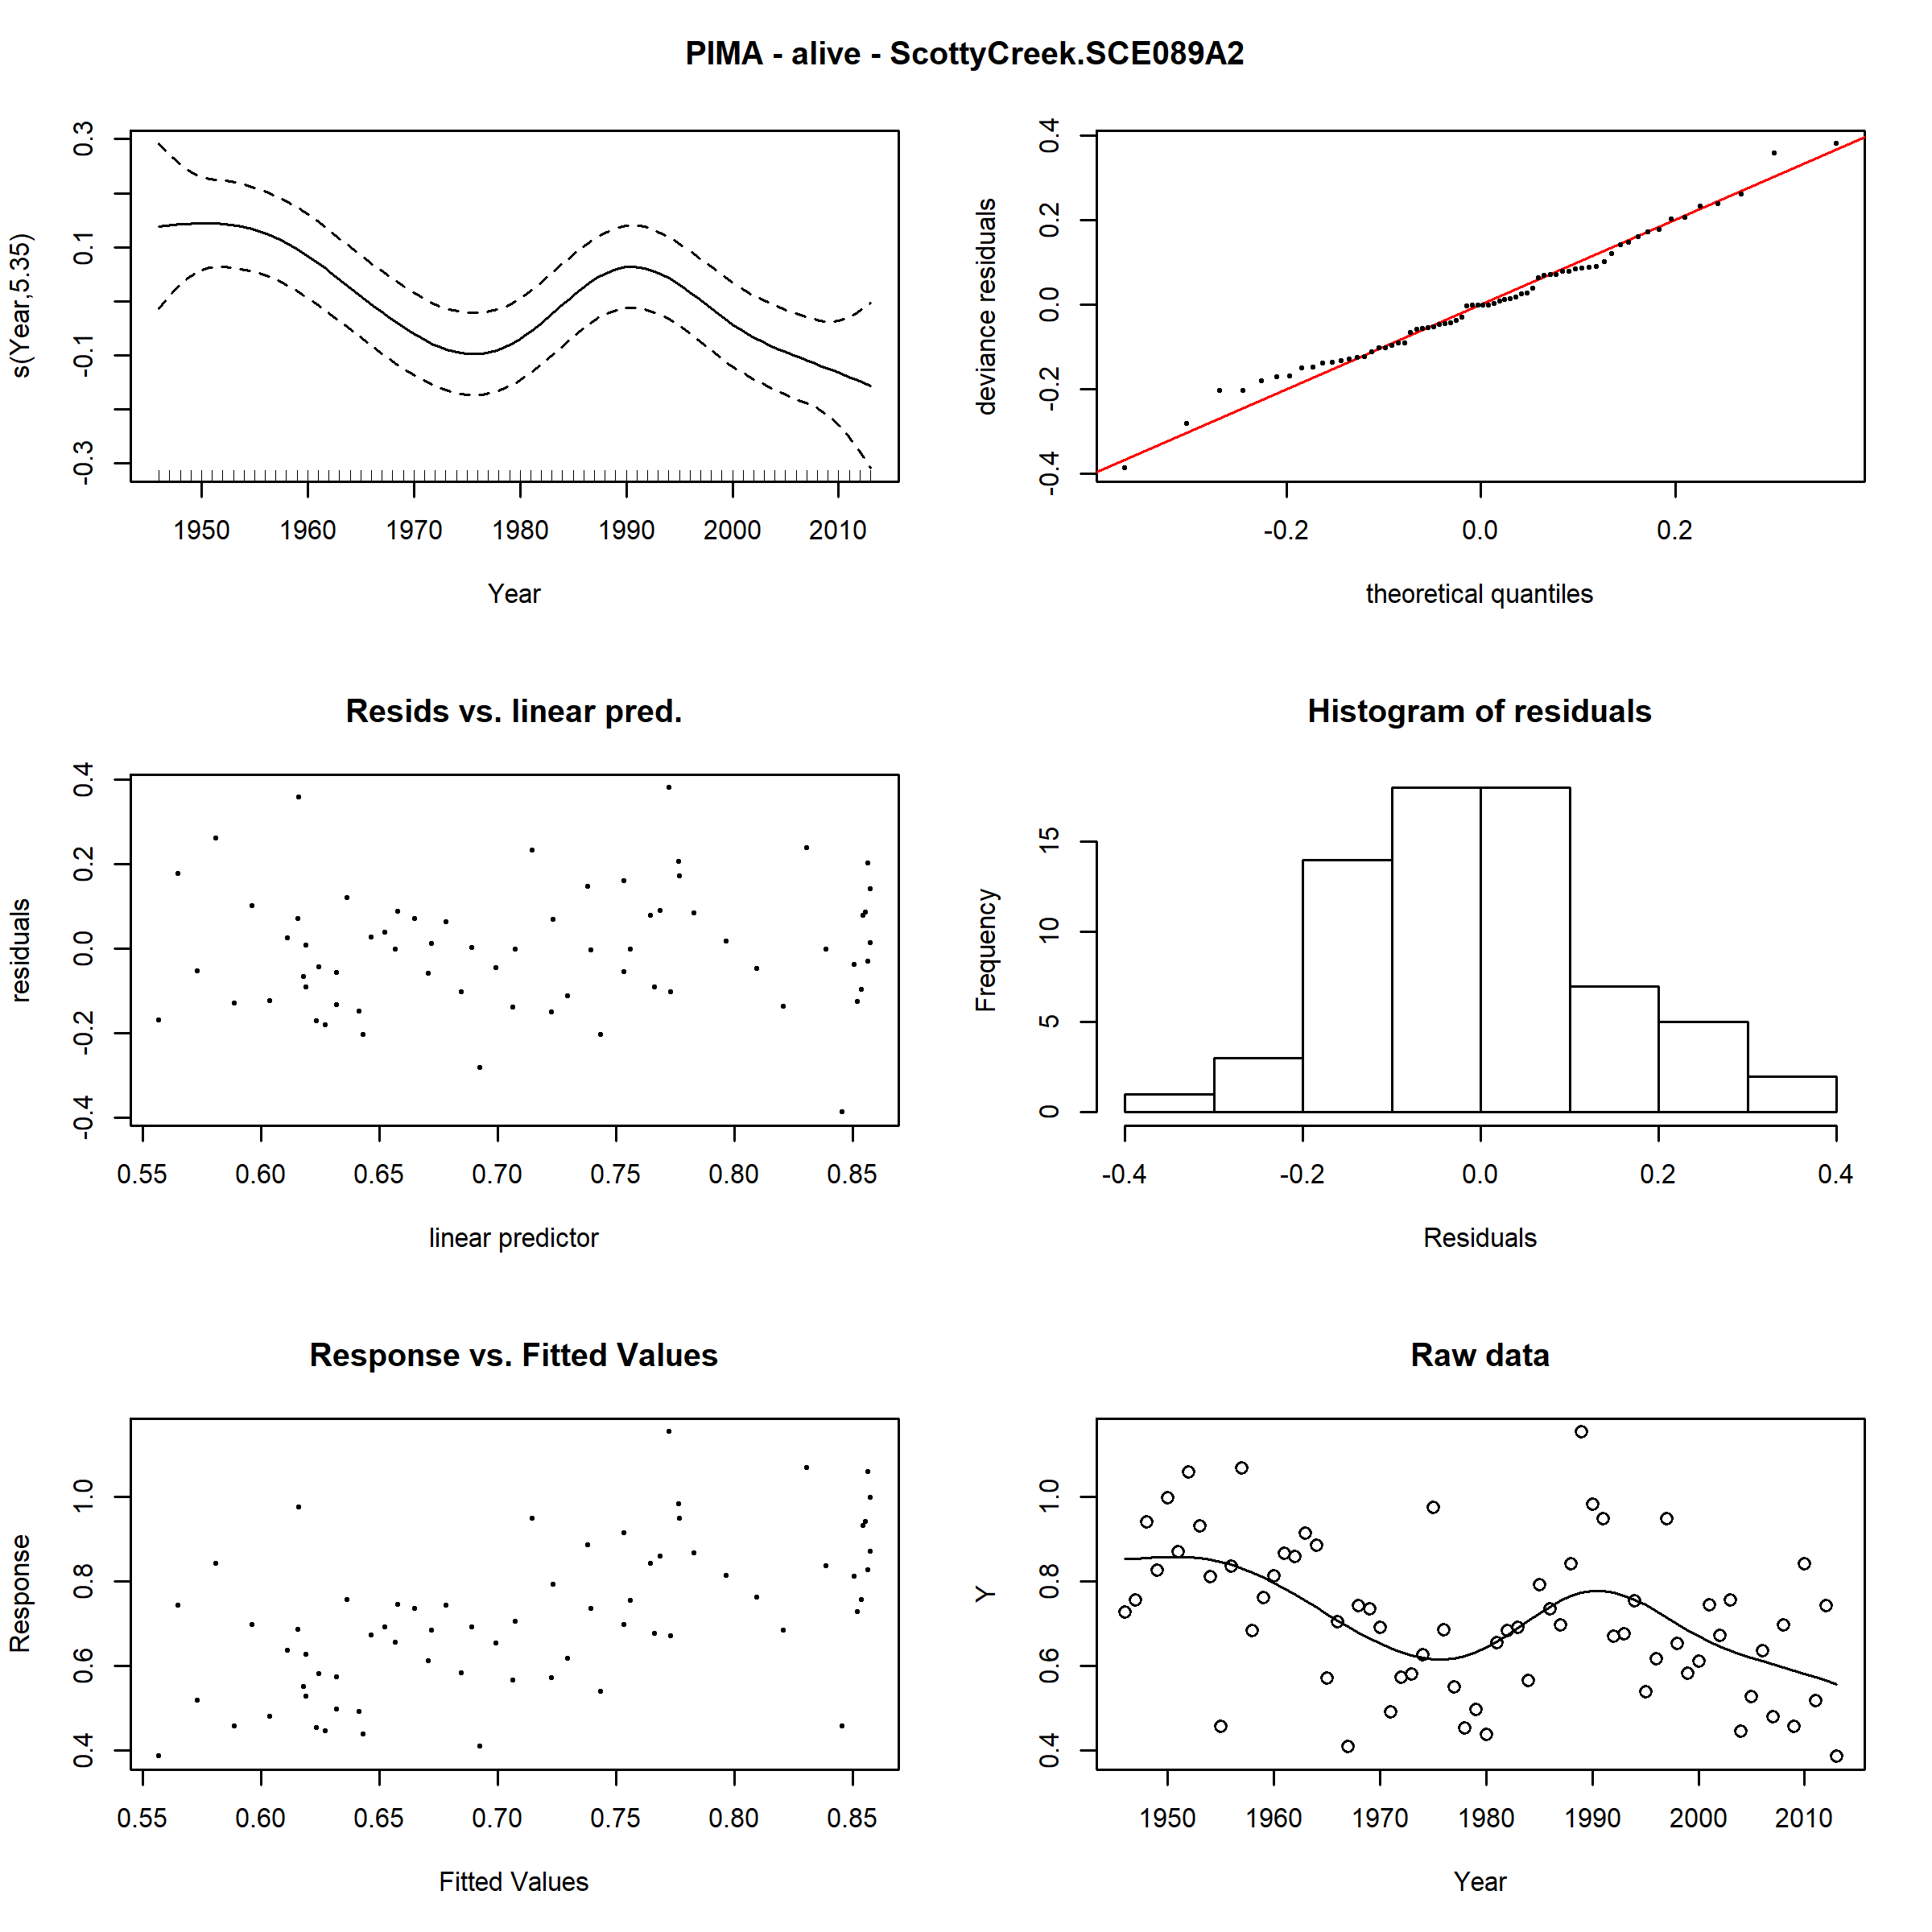 PIMA - alive - ScottyCreek.SCE089A2
s(Year,5.35)
0.3
0.1
-0.1
-0.3
1950 1960 1970 1980 1990 2000 2010
Year
deviance residuals
0.4
0.2
0.0
-0.2
-0.4
-0.2 0.0 0.2
theoretical quantiles
Resids vs. linear pred.
residuals
0.4
0.2
0.0
-0.2
-0.4
0.55 0.60 0.65 0.70 0.75 0.80 0.85
linear predictor
Histogram of residuals
Frequency
15
10
5
0
-0.4 -0.2 0.0 0.2 0.4
Residuals
Response vs. Fitted Values
Response
1.0
0.8
0.6
0.4
0.55 0.60 0.65 0.70 0.75 0.80 0.85
Fitted Values
Raw data
Y
1.0
0.8
0.6
0.4
1950 1960 1970 1980 1990 2000 2010
Year